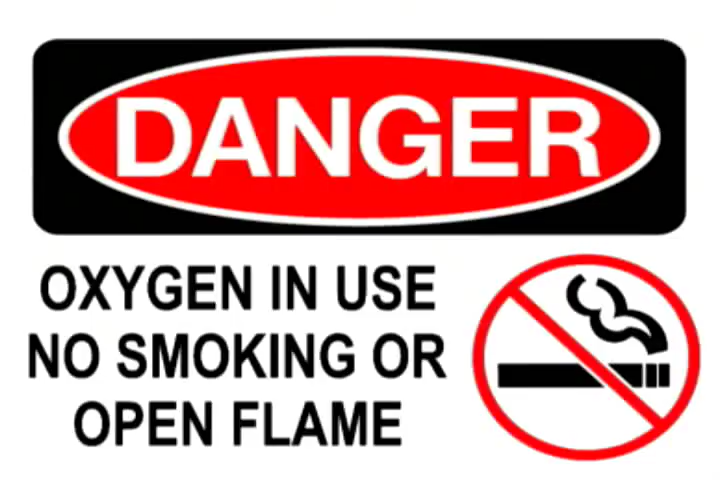 DANGER
OXYGEN IN USE
NO SMOKING OR
OPEN FLAME